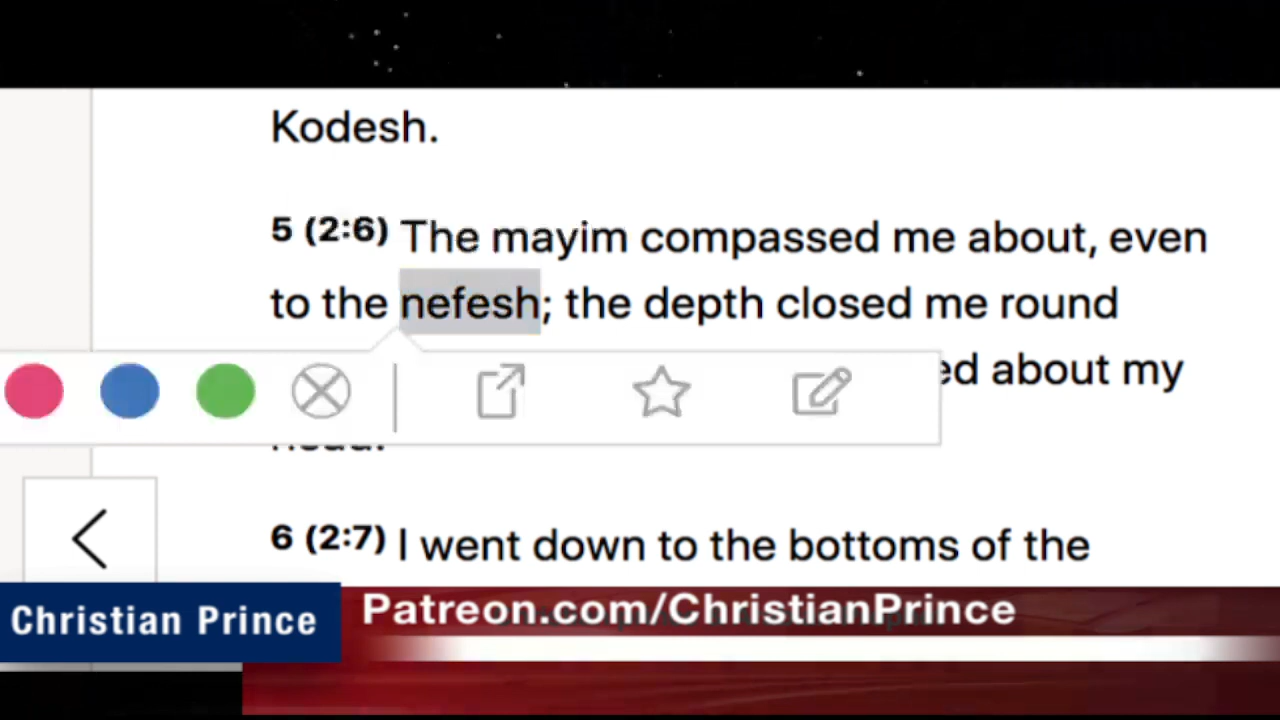 Kodesh.
5 (2:6) The mayim compassed me about, even
to the nefesh; the depth closed me round
ed about my
6 (2:7) I went down to the bottoms of the
Christian Prince
Patreon.com/ChristianPrince